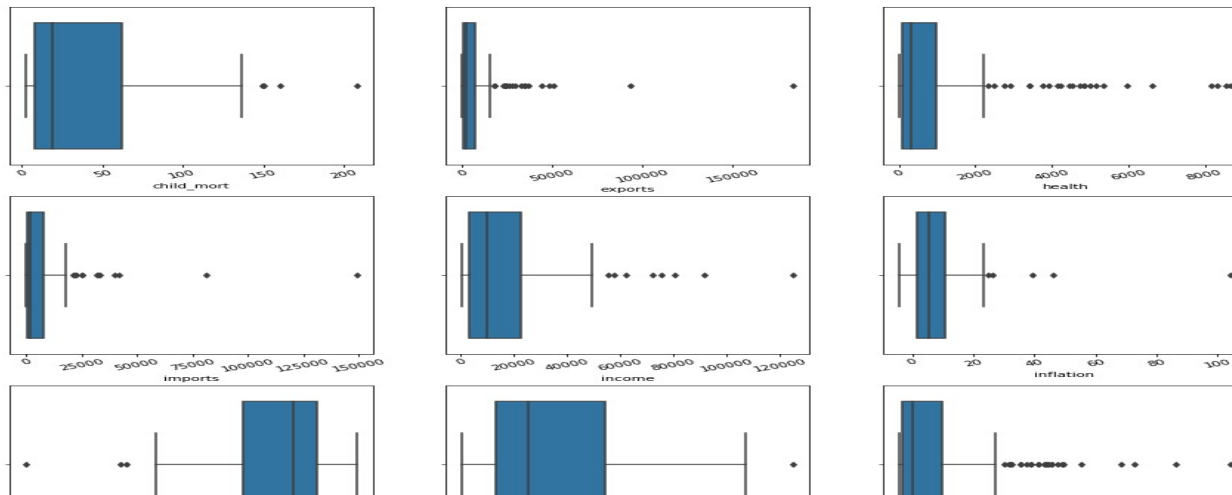 0 50 100 150 200
child_mort
0 50000 100000 150000
exports
0 2000 4000 6000 8000
health
0 25000 50000 75000 100000 125000 150000
imports
0 20000 40000 60000 80000 100000 120000
income
0 20 40 60 80 100
inflation